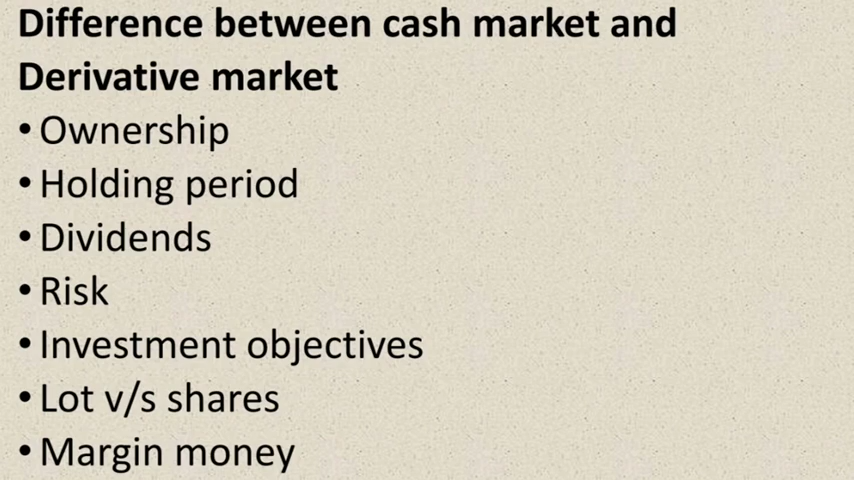 Difference between cash market and
Derivative market
• Ownership
• Holding period
• Dividends
• Risk
• Investment objectives
• Lot v/s shares
• Margin money